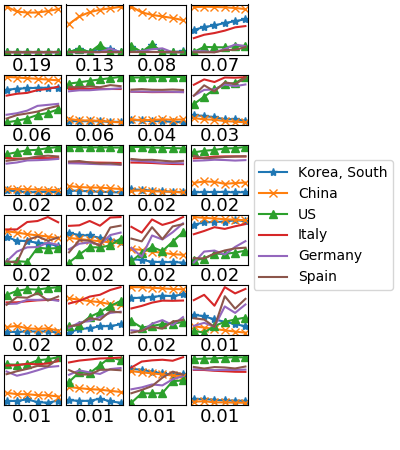 0.19 0.13 0.08 0.07
0.06 0.06 0.04 0.03
0.02 0.02 0.02 0.02
Korea, South
China
US
Italy
Germany
Spain
0.02 0.02 0.02 0.02
0.02 0.02 0.02 0.01
0.01 0.01 0.01 0.01